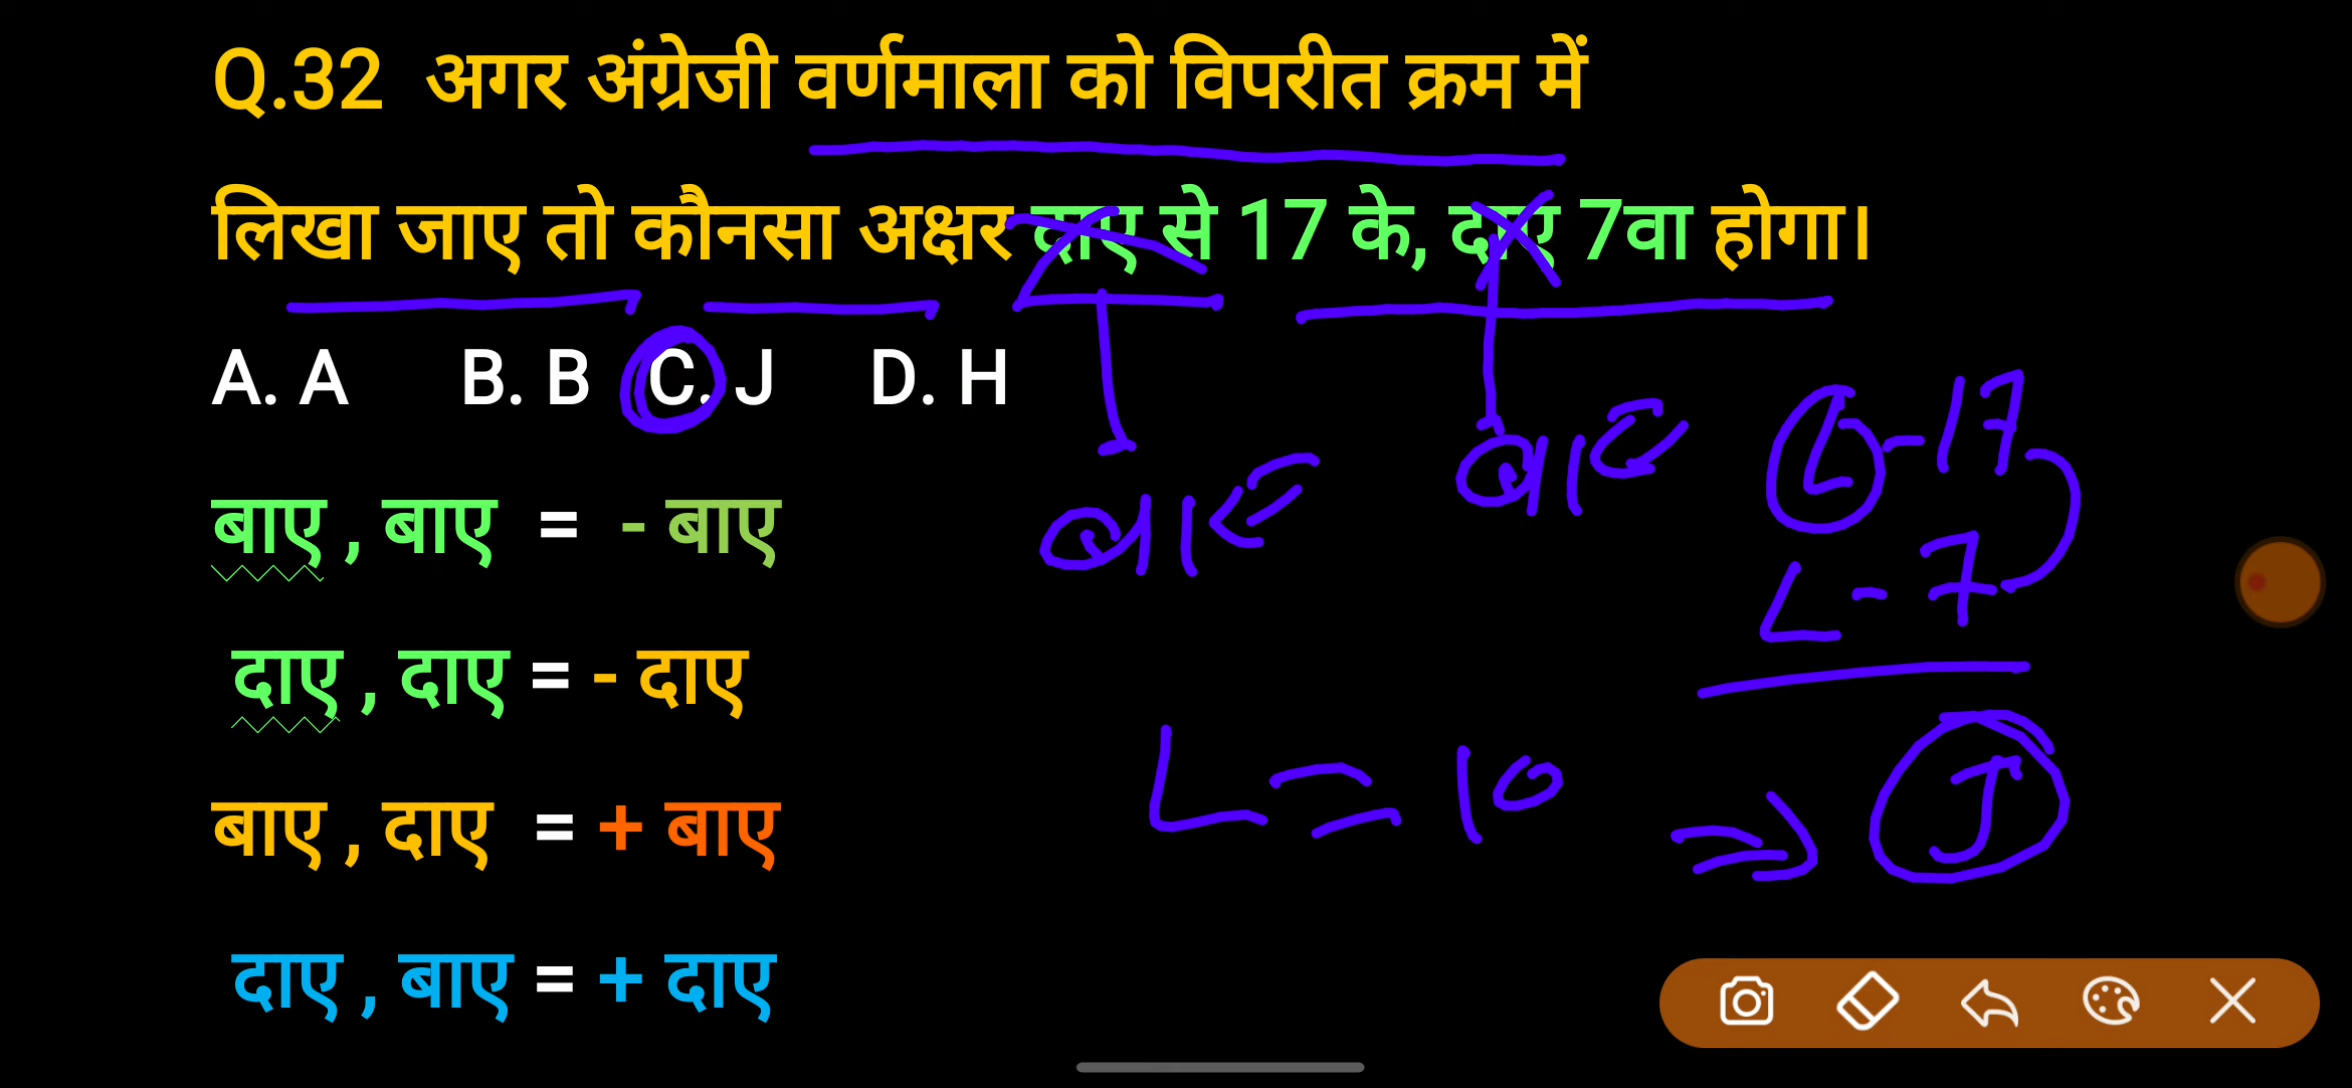 Q.32 अगर अंग्रेजी वर्णमाला को विपरीत क्रम में
लिखा जाए तो कौनसा अक्षर दाए से 17 के, दाए 7वा होगा।
A. A B. B C. J D. H
बाए , बाए = - बाए
दाए , दाए = - दाए
बाए , दाए = + बाए
दाए , बाए = + दाए
बाए
बाए
L - 17
L - 7
L = 10
⇒ J